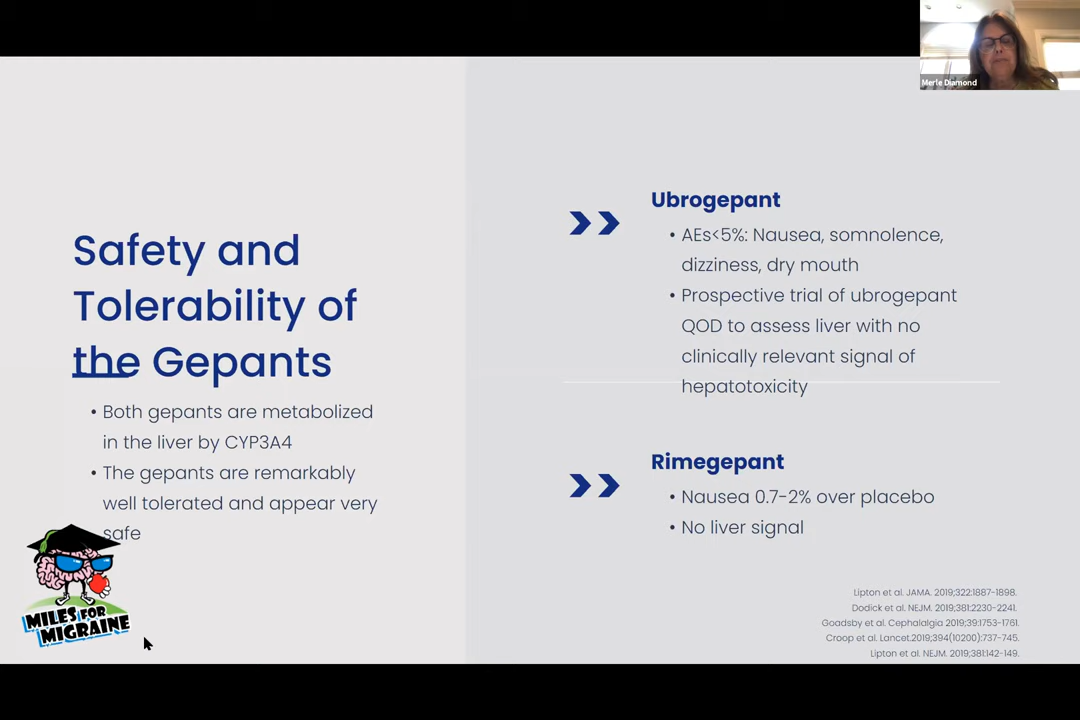 Merle Diamond
Safety and
Tolerability of
the Gepants
• Both gepants are metabolized
in the liver by CYP3A4
• The gepants are remarkably
well tolerated and appear very
safe
MILES FOR
MIGRAINE
Ubrogepant
• AEs<5%: Nausea, somnolence,
dizziness, dry mouth
• Prospective trial of ubrogepant
QOD to assess liver with no
clinically relevant signal of
hepatotoxicity
Rimegepant
• Nausea 0.7-2% over placebo
• No liver signal
Lipton et al. JAMA. 2019;322:1887-1898.
Dodick et al. NEJM. 2019;381:2230-2241.
Goadsby et al. Cephalalgia 2019;39:1753-1761.
Croop et al. Lancet.2019;394(10200):737-745.
Lipton et al. NEJM. 2019;381:142-149.